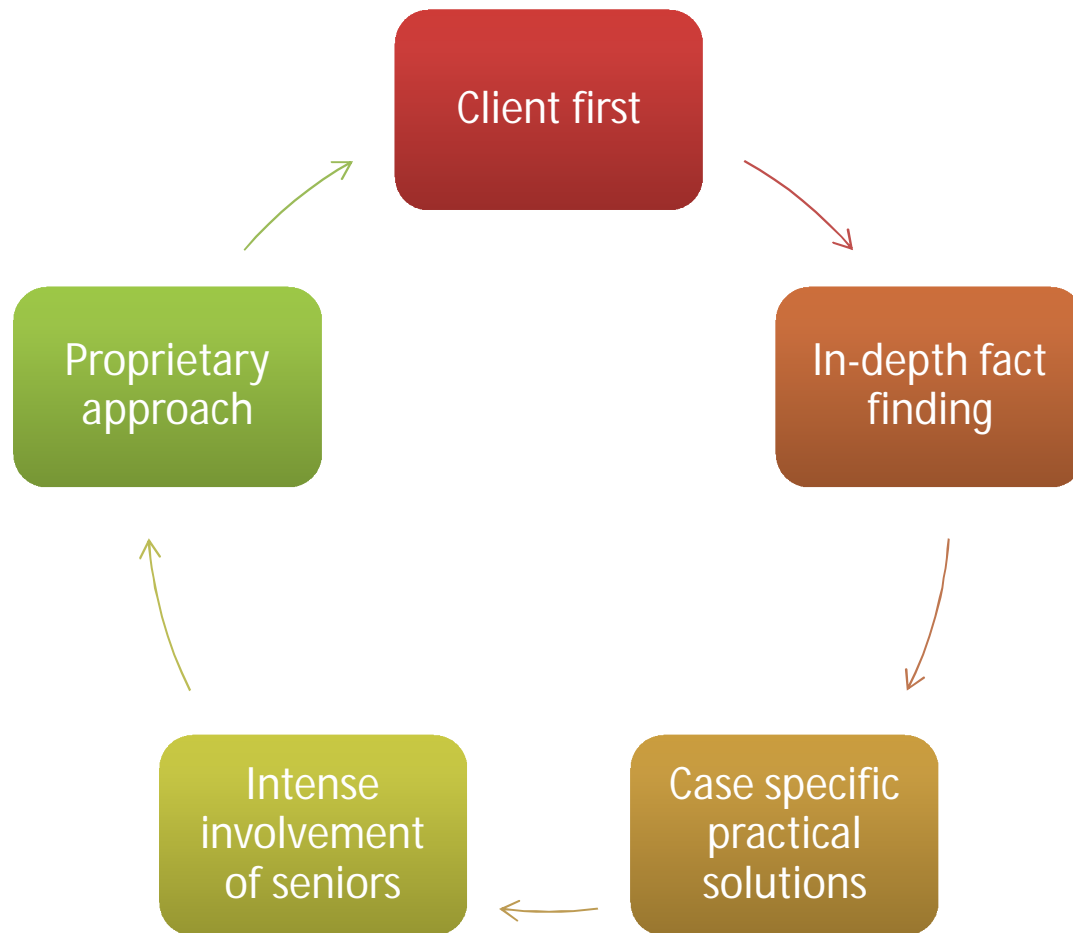 Client first
In-depth fact
finding
Case specific
practical
solutions
Intense
involvement
of seniors
Proprietary
approach